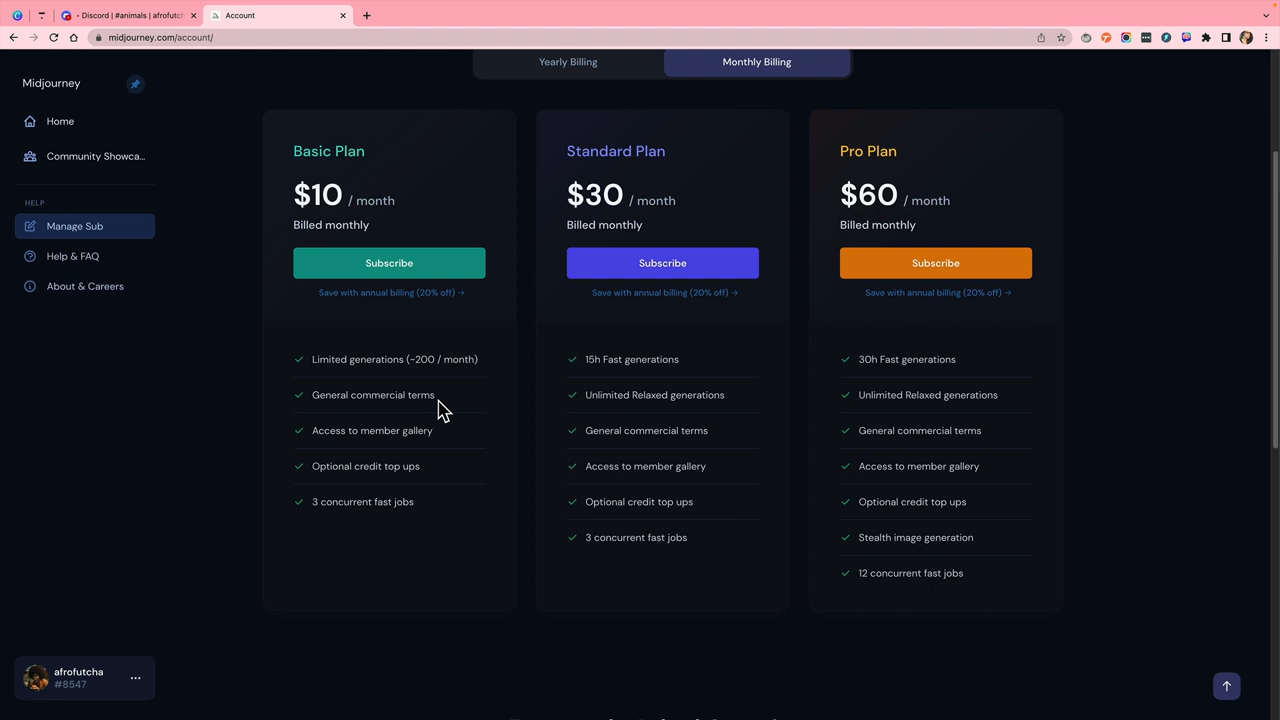 Discord | #animals | afrofutch
Account
midjourney.com/account/
Midjourney
Home
Community Showca...
HELP
Manage Sub
Help & FAQ
About & Careers
afrofutcha
#8547
Yearly Billing
Monthly Billing
Basic Plan
$10 / month
Billed monthly
Subscribe
Save with annual billing (20% off) →
Limited generations (~200 / month)
General commercial terms
Access to member gallery
Optional credit top ups
3 concurrent fast jobs
Standard Plan
$30 / month
Billed monthly
Subscribe
Save with annual billing (20% off) →
15h Fast generations
Unlimited Relaxed generations
General commercial terms
Access to member gallery
Optional credit top ups
3 concurrent fast jobs
Pro Plan
$60 / month
Billed monthly
Subscribe
Save with annual billing (20% off) →
30h Fast generations
Unlimited Relaxed generations
General commercial terms
Access to member gallery
Optional credit top ups
Stealth image generation
12 concurrent fast jobs